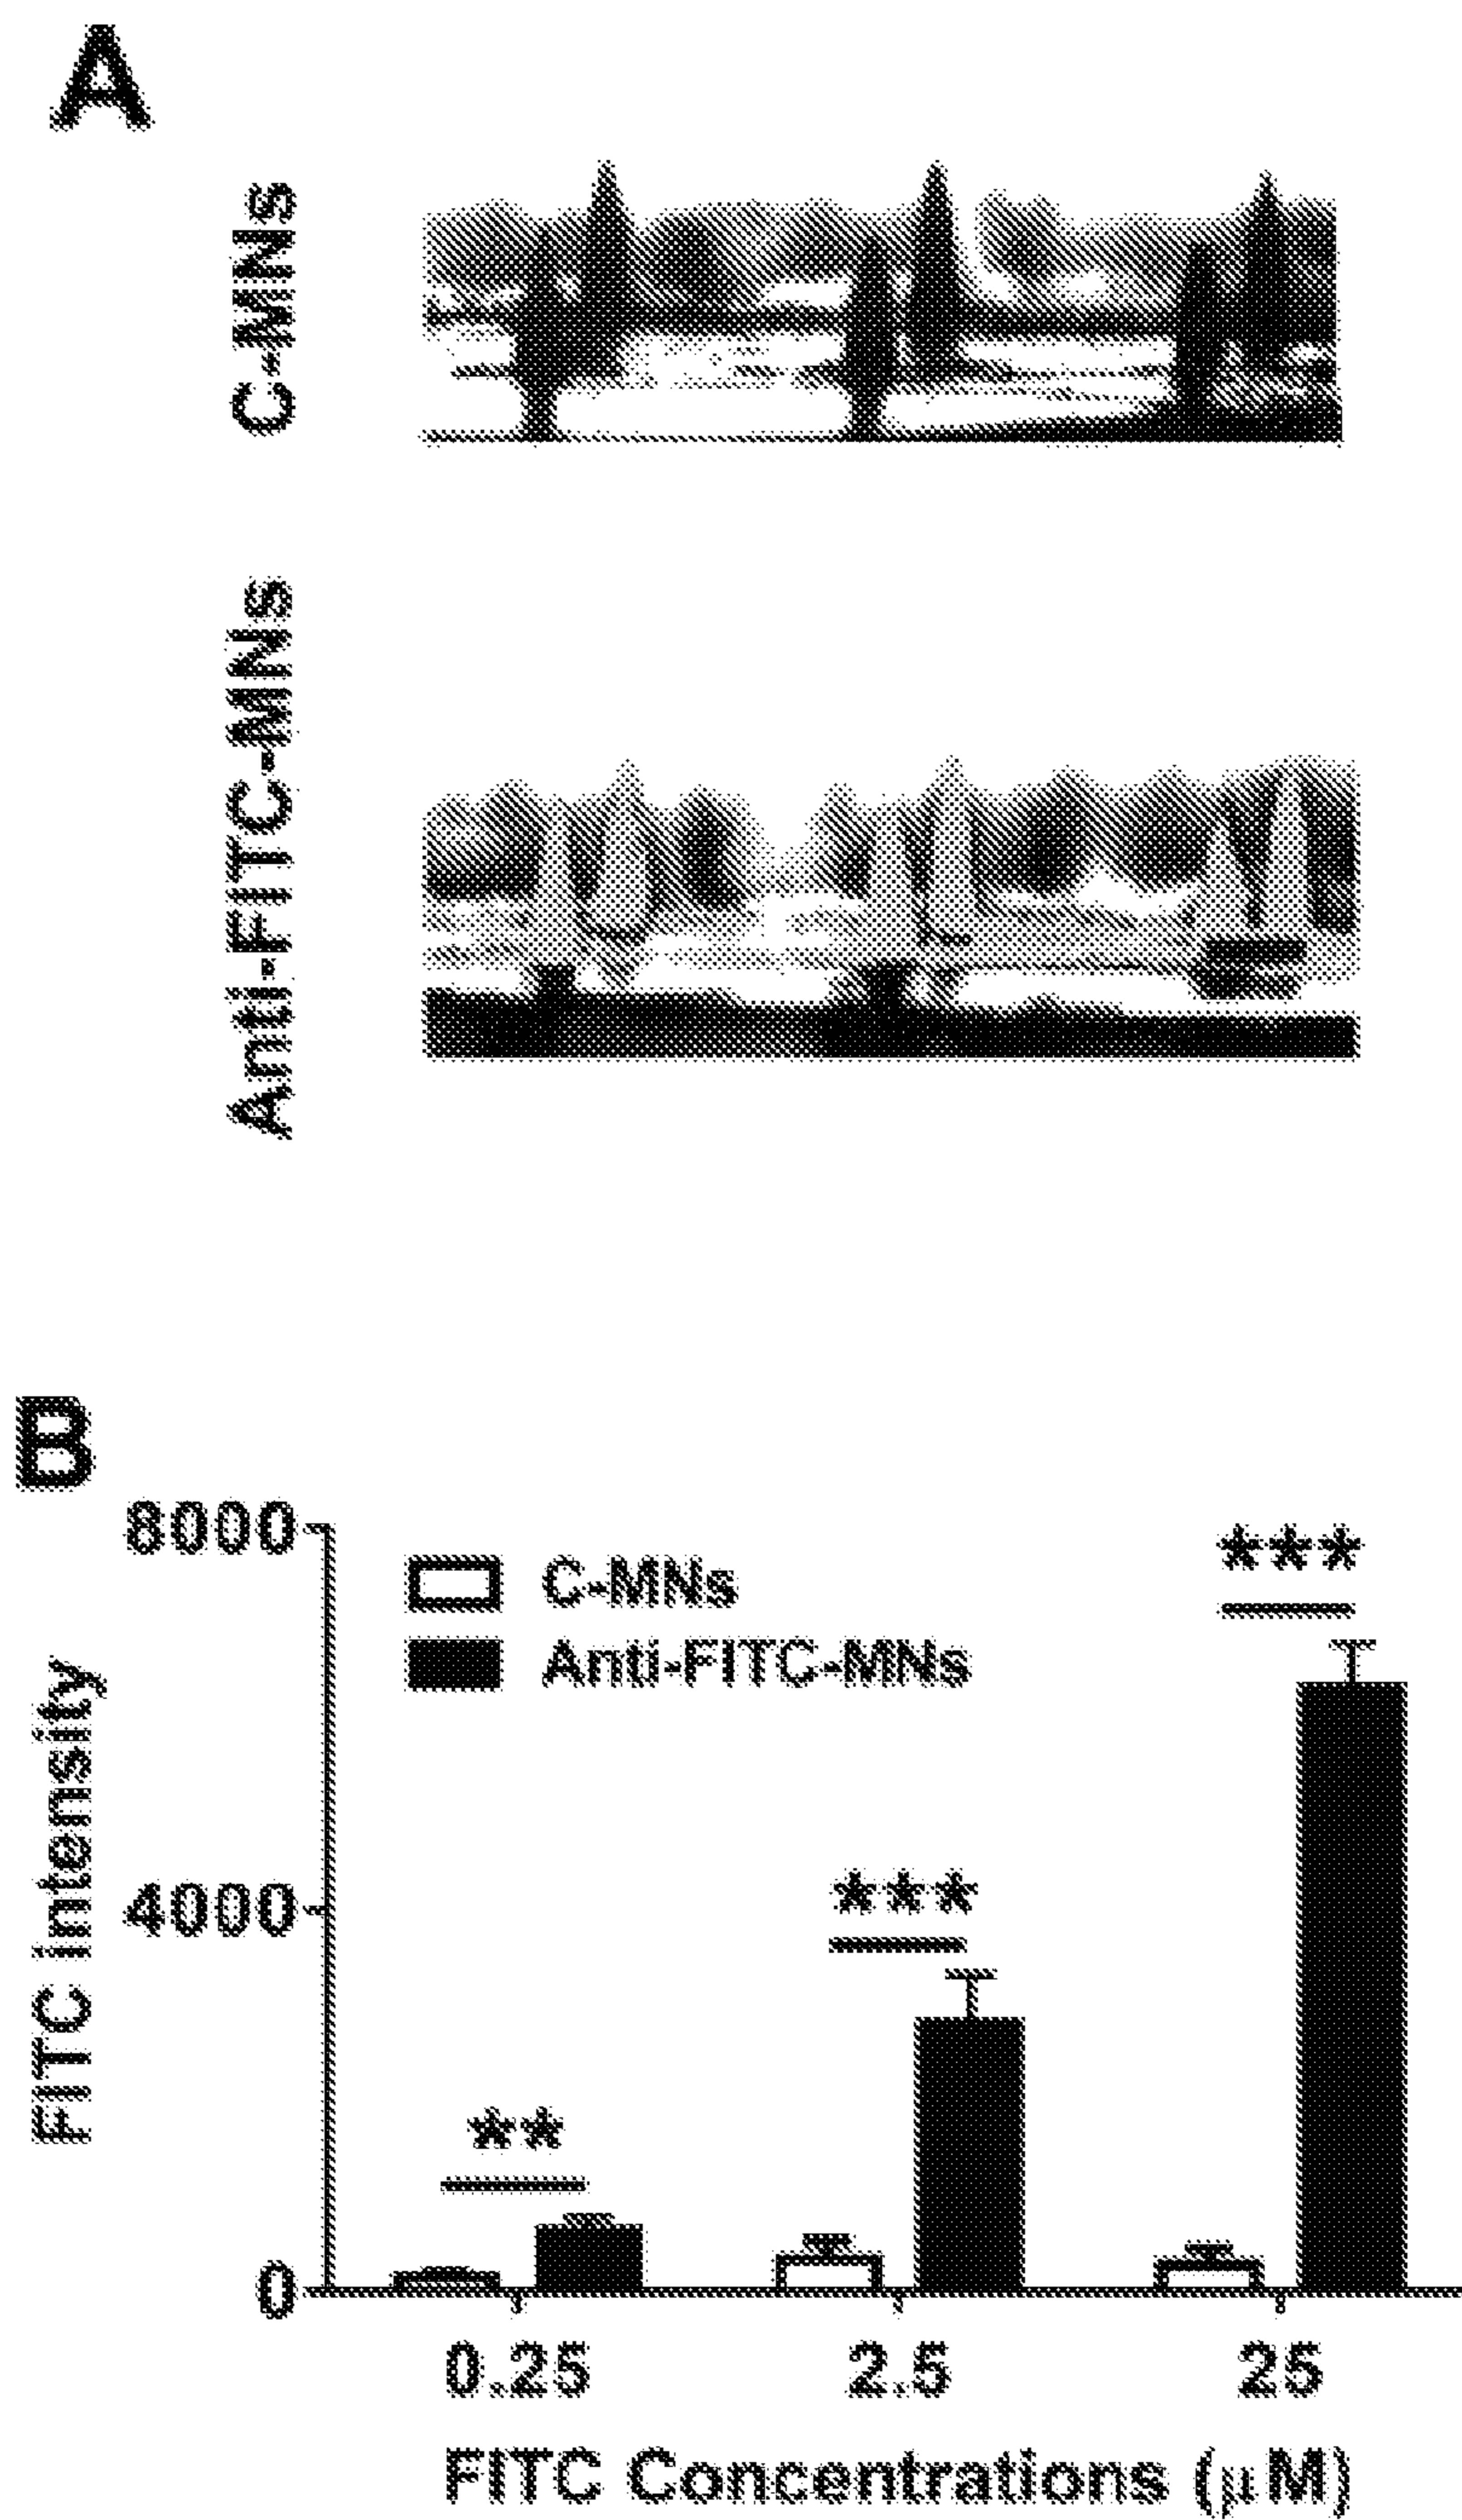 A
C-MNs
Anti-FITC-MNs
B
8000
4000
0
FITC intensity
C-MNs
Anti-FITC-MNs
**
***
***
0.25
2.5
25
FITC Concentrations (μM)